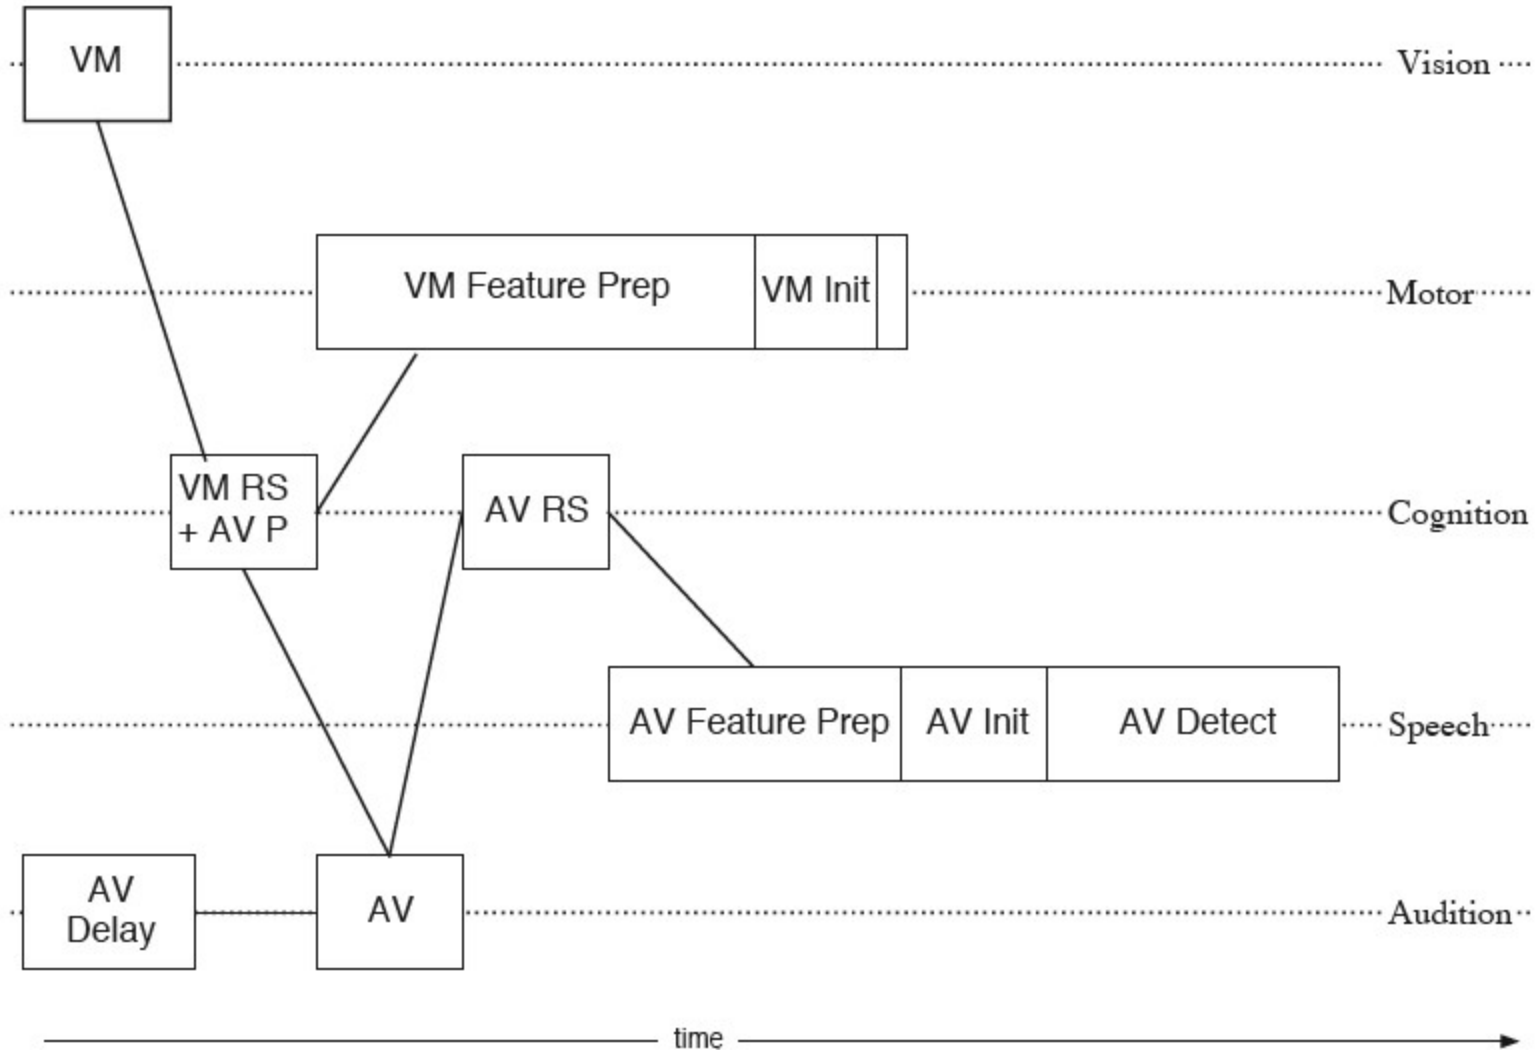 VM
Vision
VM Feature Prep
VM Init
Motor
VM RS
+ AV P
AV RS
Cognition
AV Feature Prep
AV Init
AV Detect
Speech
AV
Delay
AV
Audition
time